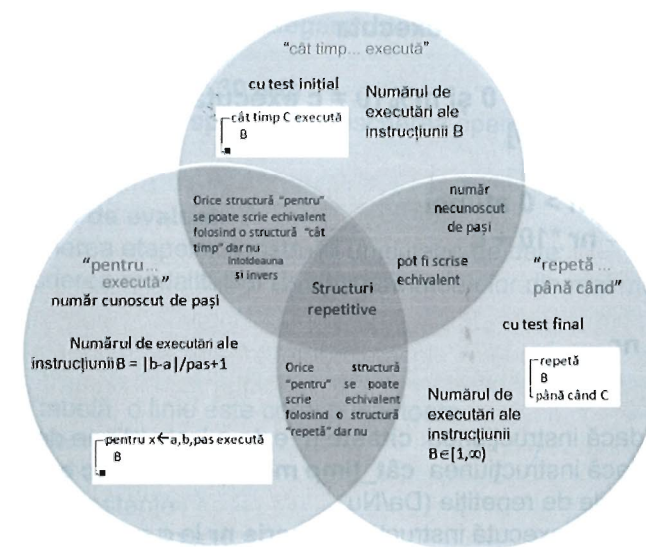 "cât timp... execută"
cu test inițial
cât timp C execută
B
Numărul de
executări ale
instrucțiunii B
Orice structură "pentru"
se poate scrie echivalent
folosind o structură "cât
timp" dar nu
întotdeauna
și invers
număr
necunoscut
de pași
pot fi scrise
echivalent
Structuri
repetitive
"pentru...
execută"
număr cunoscut de pași
Numărul de executări ale
instrucțiunii B = |b-a|/pas+1
pentru x←a,b,pas execută
B
Orice structură
"pentru" se poate
scrie echivalent
folosind o structură
"repetă" dar nu
"repetă ...
până când"
cu test final
repetă
B
până când C
Numărul de
executări ale
instrucțiunii
B∈[1,∞)